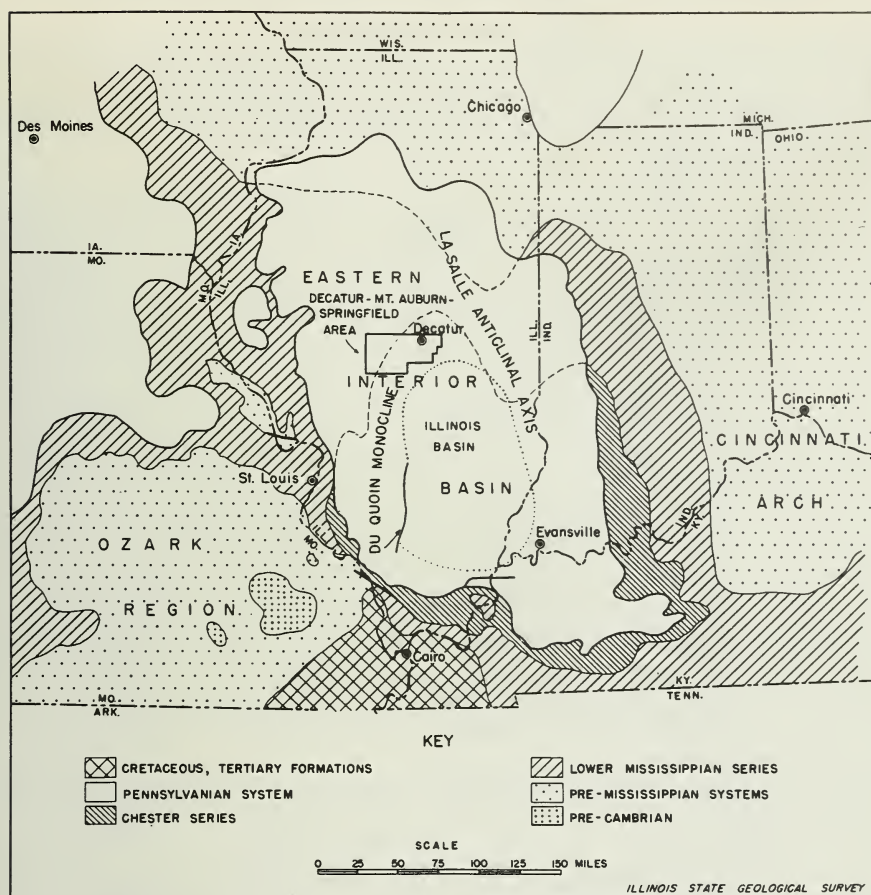 WIS.
ILL.
Chicago
Des Moines
MICH.
IND.
OHIO
IA.
MO.
IA.
MO.
ILL.
EASTERN
LA SALLE ANTICLINAL AXIS
DECATUR - MT. AUBURN-
SPRINGFIELD
AREA
Decatur
ILL.
IND.
INTERIOR
DU QUOIN MONOCLINE
ILLINOIS
BASIN
BASIN
Cincinnati
CINCINNATI
ARCH
St. Louis
OZARK
REGION
ILL.
MO.
Evansville
IND.
KY.
Cairo
MO.
ARK.
KY.
TENN.
KEY
CRETACEOUS, TERTIARY FORMATIONS
PENNSYLVANIAN SYSTEM
CHESTER SERIES
LOWER MISSISSIPPIAN SERIES
PRE-MISSISSIPPIAN SYSTEMS
PRE-CAMBRIAN
SCALE
0 25 50 75 100 125 150 MILES
ILLINOIS STATE GEOLOGICAL SURVEY